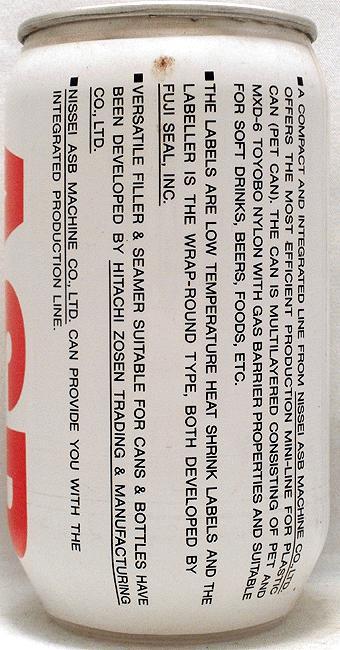 ■ A COMPACT AND INTEGRATED LINE FROM NISSEI ASB MACHINE CO., LTD.
OFFERS THE MOST EFFICIENT PRODUCTION MINI-LINE FOR PLASTIC
CAN (PET CAN), THE CAN IS MULTILAYERED CONSISTING OF PET AND
MXD-6 TOYOBO NYLON WITH GAS BARRIER PROPERTIES AND SUITABLE
FOR SOFT DRINKS, BEERS, FOODS, ETC.
■ THE LABELS ARE LOW TEMPERATURE HEAT SHRINK LABELS AND THE
LABELLER IS THE WRAP-ROUND TYPE, BOTH DEVELOPED BY
FUJI SEAL, INC.
■ VERSATILE FILLER & SEAMER SUITABLE FOR CANS & BOTTLES HAVE
BEEN DEVELOPED BY HITACHI ZOSEN TRADING & MANUFACTURING
CO., LTD.
■ NISSEI ASB MACHINE CO., LTD. CAN PROVIDE YOU WITH THE
INTEGRATED PRODUCTION LINE.